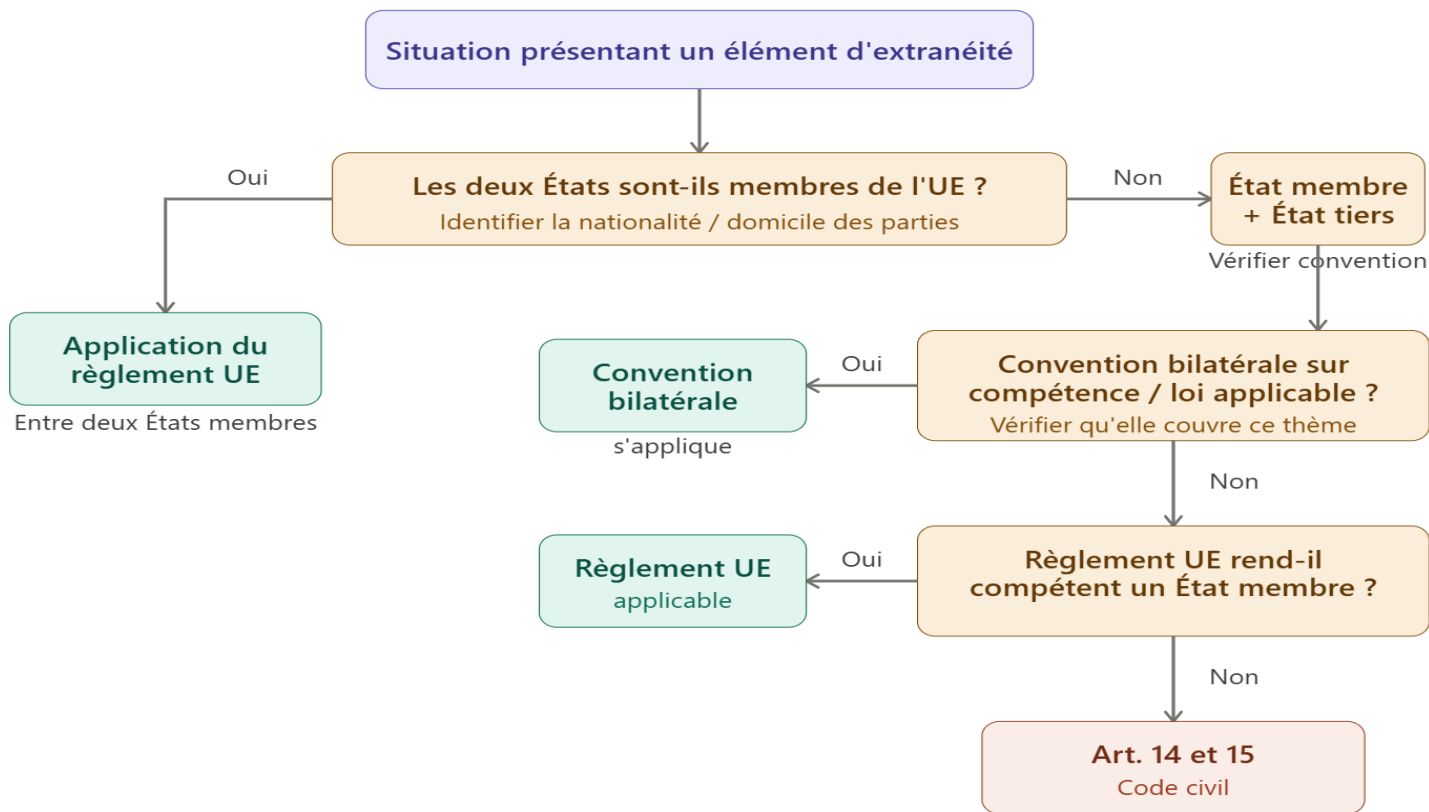 Situation présentant un élément d'extranéité
Oui
Les deux États sont-ils membres de l'UE ?
Identifier la nationalité / domicile des parties
Non
État membre
+ État tiers
Vérifier convention
Application du
règlement UE
Entre deux États membres
Convention
bilatérale
s'applique
Oui
Convention bilatérale sur
compétence / loi applicable ?
Vérifier qu'elle couvre ce thème
Non
Règlement UE
applicable
Oui
Règlement UE rend-il
compétent un État membre ?
Non
Art. 14 et 15
Code civil